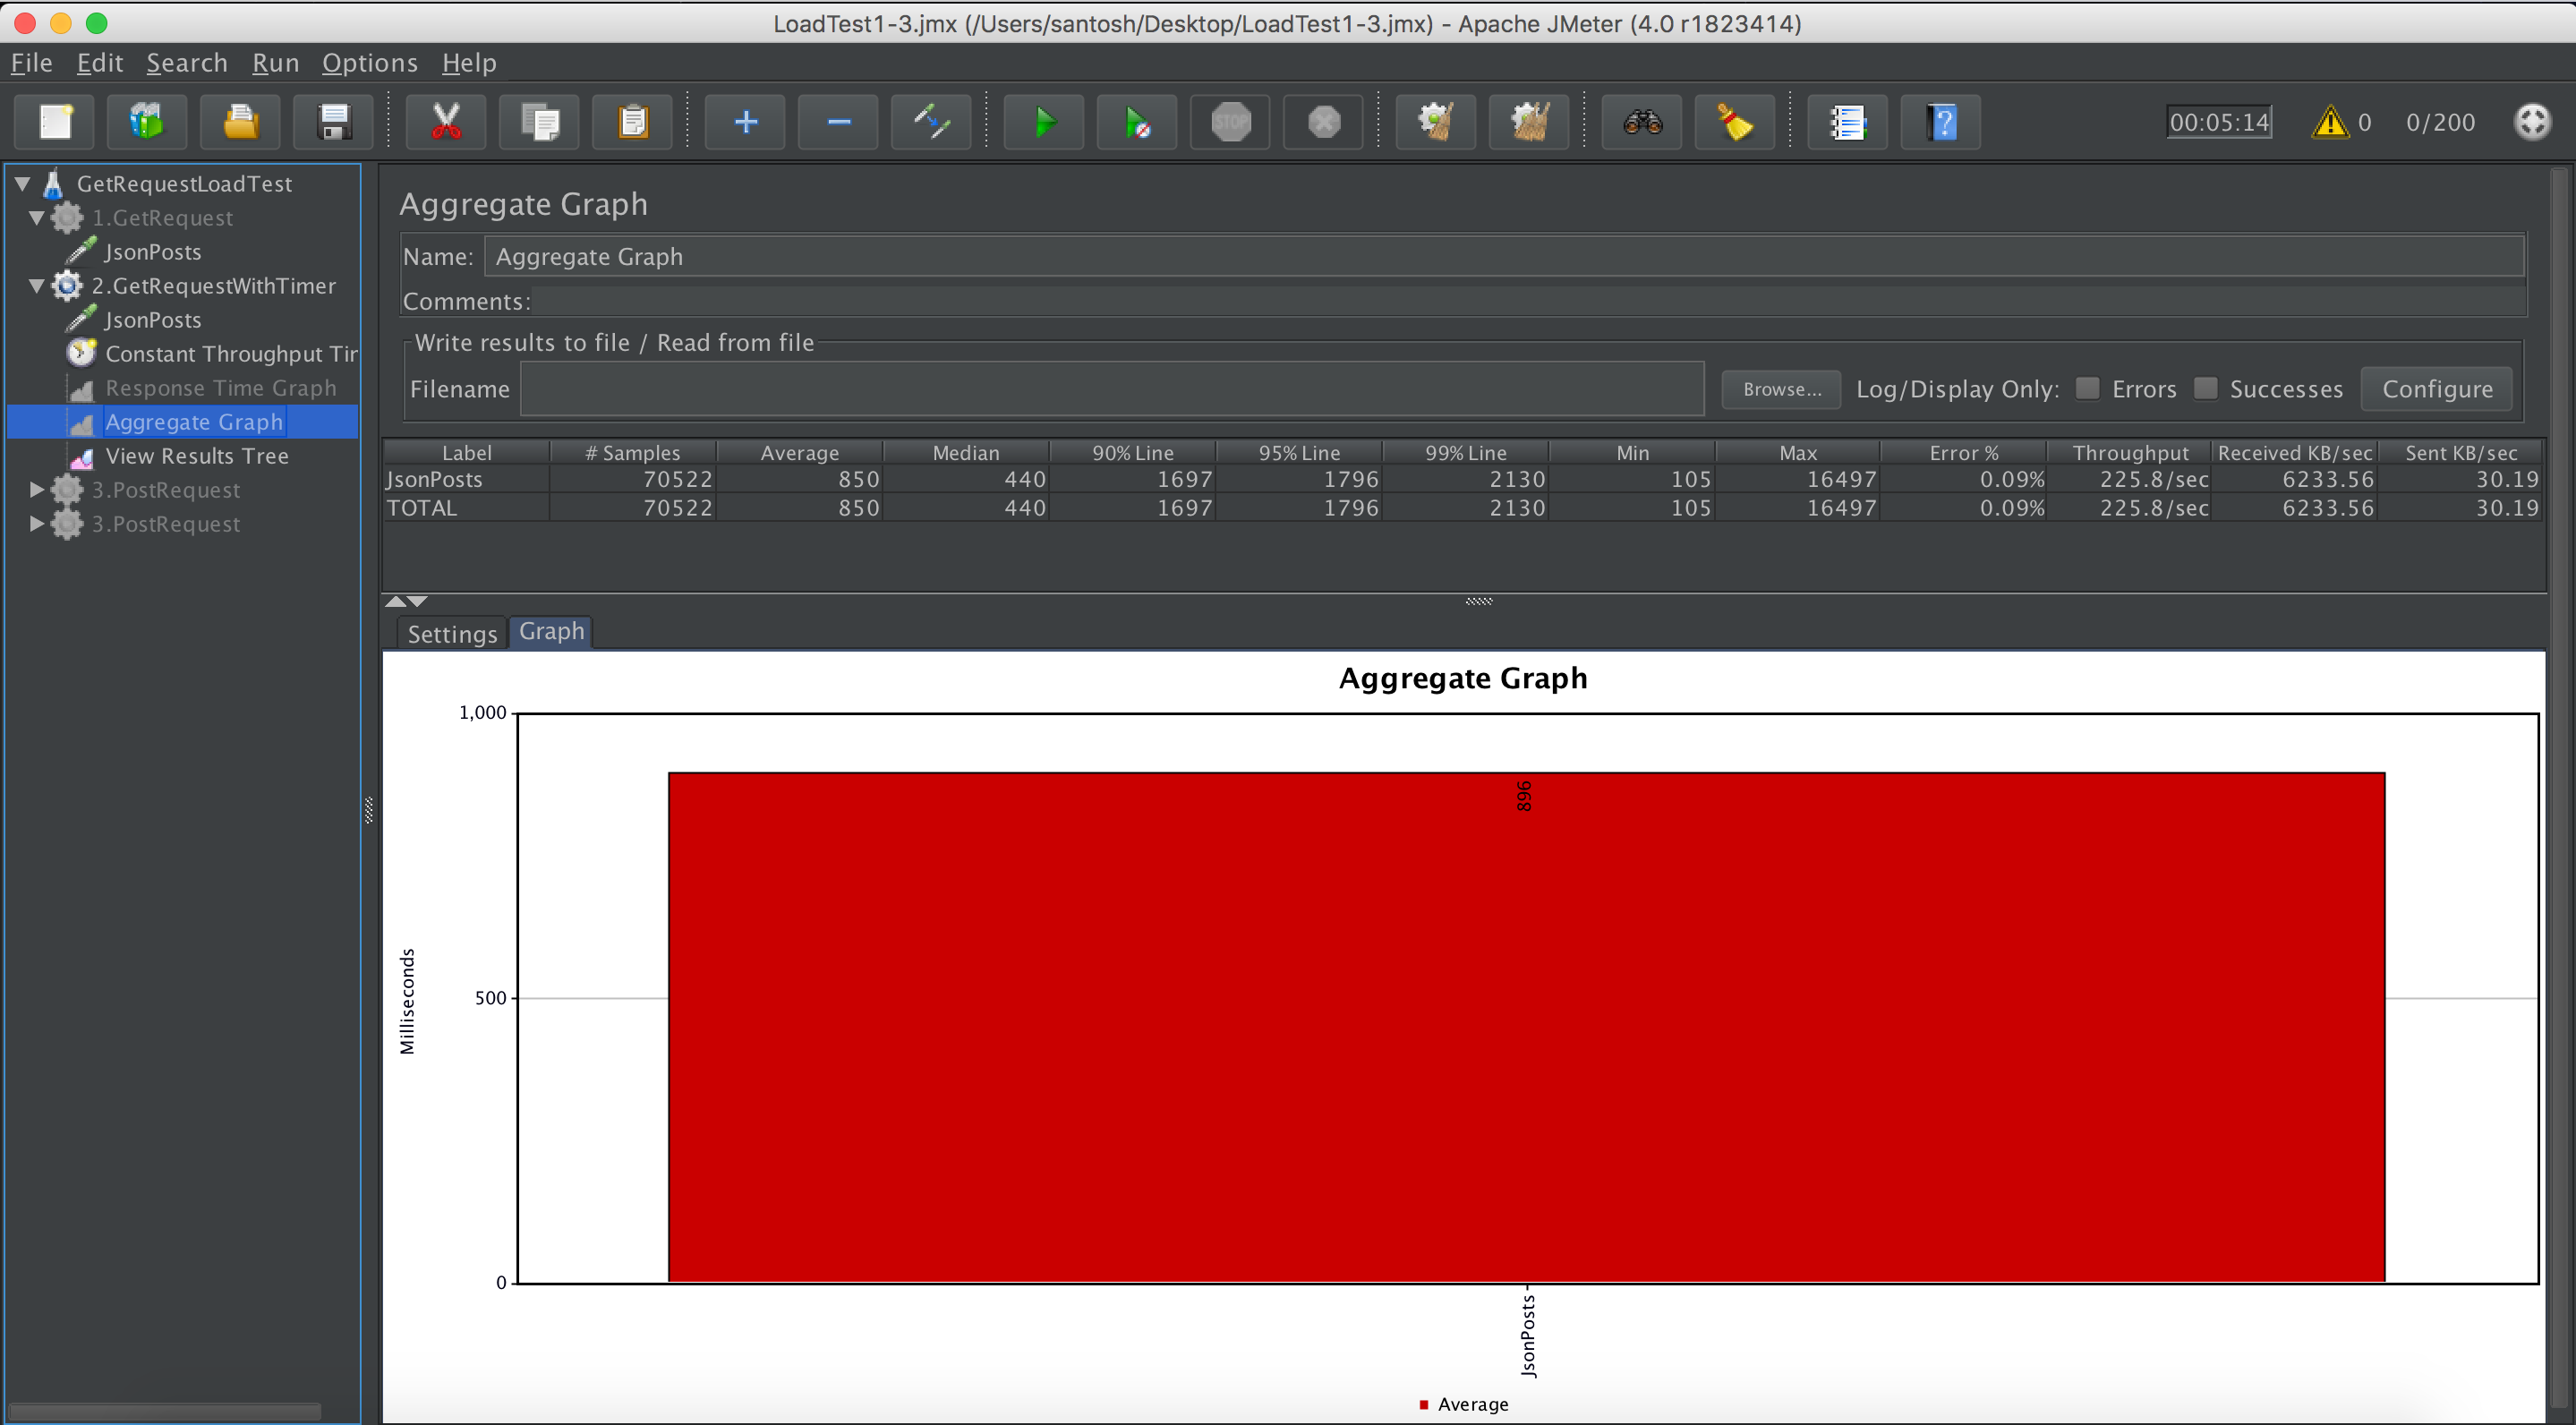 LoadTest1-3.jmx (/Users/santosh/Desktop/LoadTest1-3.jmx) - Apache JMeter (4.0 r1823414)
File Edit Search Run Options Help
STOP 00:05:14 0 0/200
GetRequestLoadTest
1.GetRequest
JsonPosts
2.GetRequestWithTimer
JsonPosts
Constant Throughput Tir
Response Time Graph
Aggregate Graph
View Results Tree
3.PostRequest
3.PostRequest
Aggregate Graph
Name: Aggregate Graph
Comments:
Write results to file / Read from file
Filename Browse... Log/Display Only: Errors Successes Configure
Label # Samples Average Median 90% Line 95% Line 99% Line Min Max Error % Throughput Received KB/sec Sent KB/sec
JsonPosts 70522 850 440 1697 1796 2130 105 16497 0.09% 225.8/sec 6233.56 30.19
TOTAL 70522 850 440 1697 1796 2130 105 16497 0.09% 225.8/sec 6233.56 30.19
Settings Graph
Aggregate Graph
1,000
896
Milliseconds
500
0
JsonPosts
Average